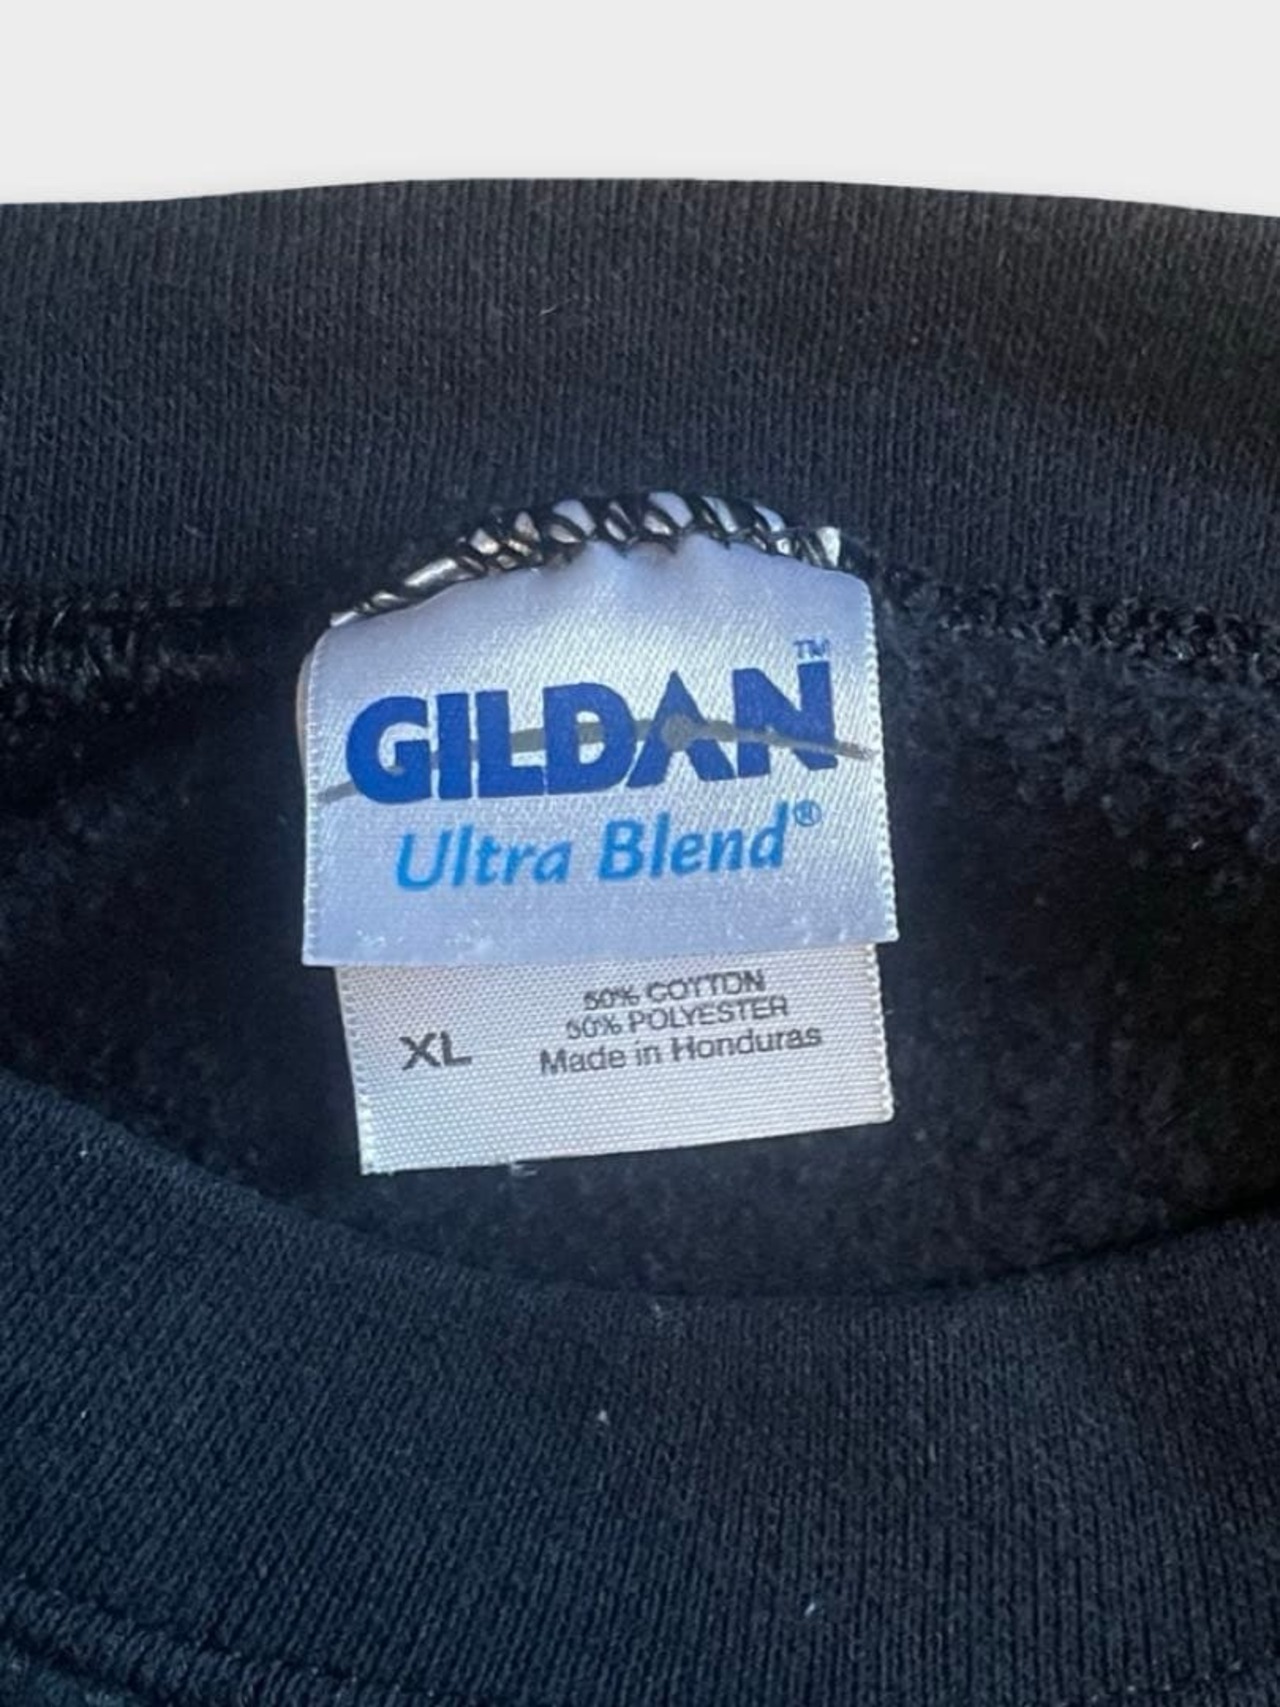 GILDAN™
Ultra Blend®
XL
50% COTTON
50% POLYESTER
Made in Honduras